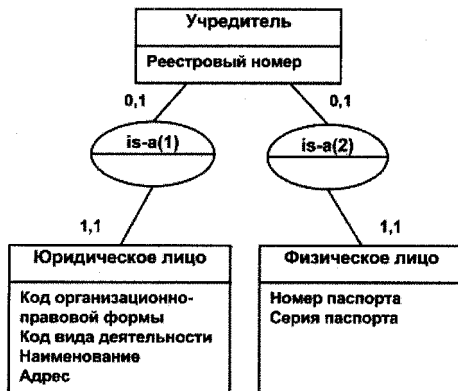 Учредитель
Реестровый номер
0,1
0,1
is-a(1)
is-a(2)
1,1
1,1
Юридическое лицо
Физическое лицо
Код организационно-
правовой формы
Код вида деятельности
Наименование
Адрес
Номер паспорта
Серия паспорта